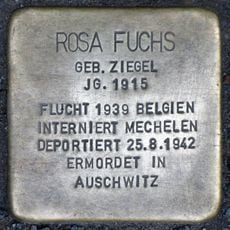 ROSA FUCHS
GEB. ZIEGEL
JG. 1915
FLUCHT 1939 BELGIEN
INTERNIERT MECHELEN
DEPORTIERT 25.8.1942
ERMORDET IN
AUSCHWITZ